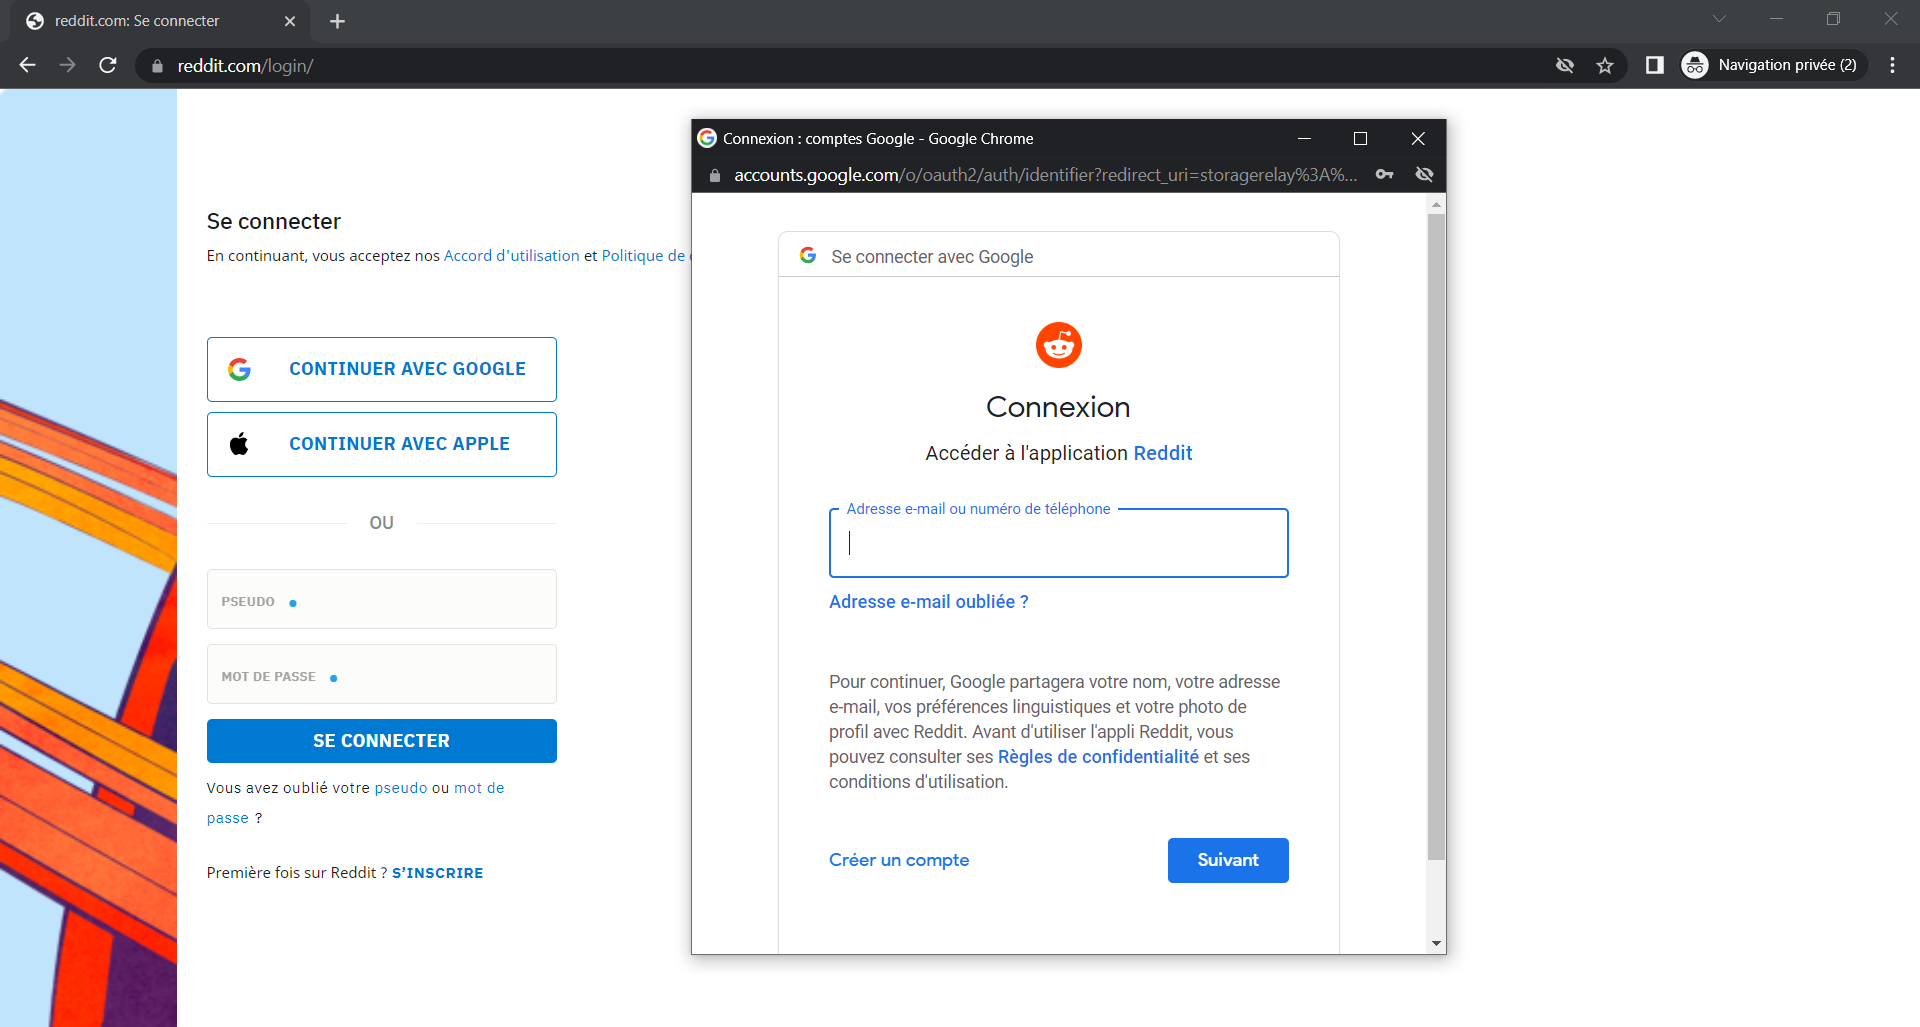 reddit.com: Se connecter
reddit.com/login/
Navigation privée (2)
Se connecter
En continuant, vous acceptez nos Accord d'utilisation et Politique de
CONTINUER AVEC GOOGLE
CONTINUER AVEC APPLE
OU
PSEUDO
MOT DE PASSE
SE CONNECTER
Vous avez oublié votre pseudo ou mot de
passe ?
Première fois sur Reddit ? S'INSCRIRE
Connexion : comptes Google - Google Chrome
accounts.google.com/o/oauth2/auth/identifier?redirect_uri=storagerelay%3A%...
Se connecter avec Google
Connexion
Accéder à l'application Reddit
Adresse e-mail ou numéro de téléphone
Adresse e-mail oubliée ?
Pour continuer, Google partagera votre nom, votre adresse
e-mail, vos préférences linguistiques et votre photo de
profil avec Reddit. Avant d'utiliser l'appli Reddit, vous
pouvez consulter ses Règles de confidentialité et ses
conditions d'utilisation.
Créer un compte
Suivant